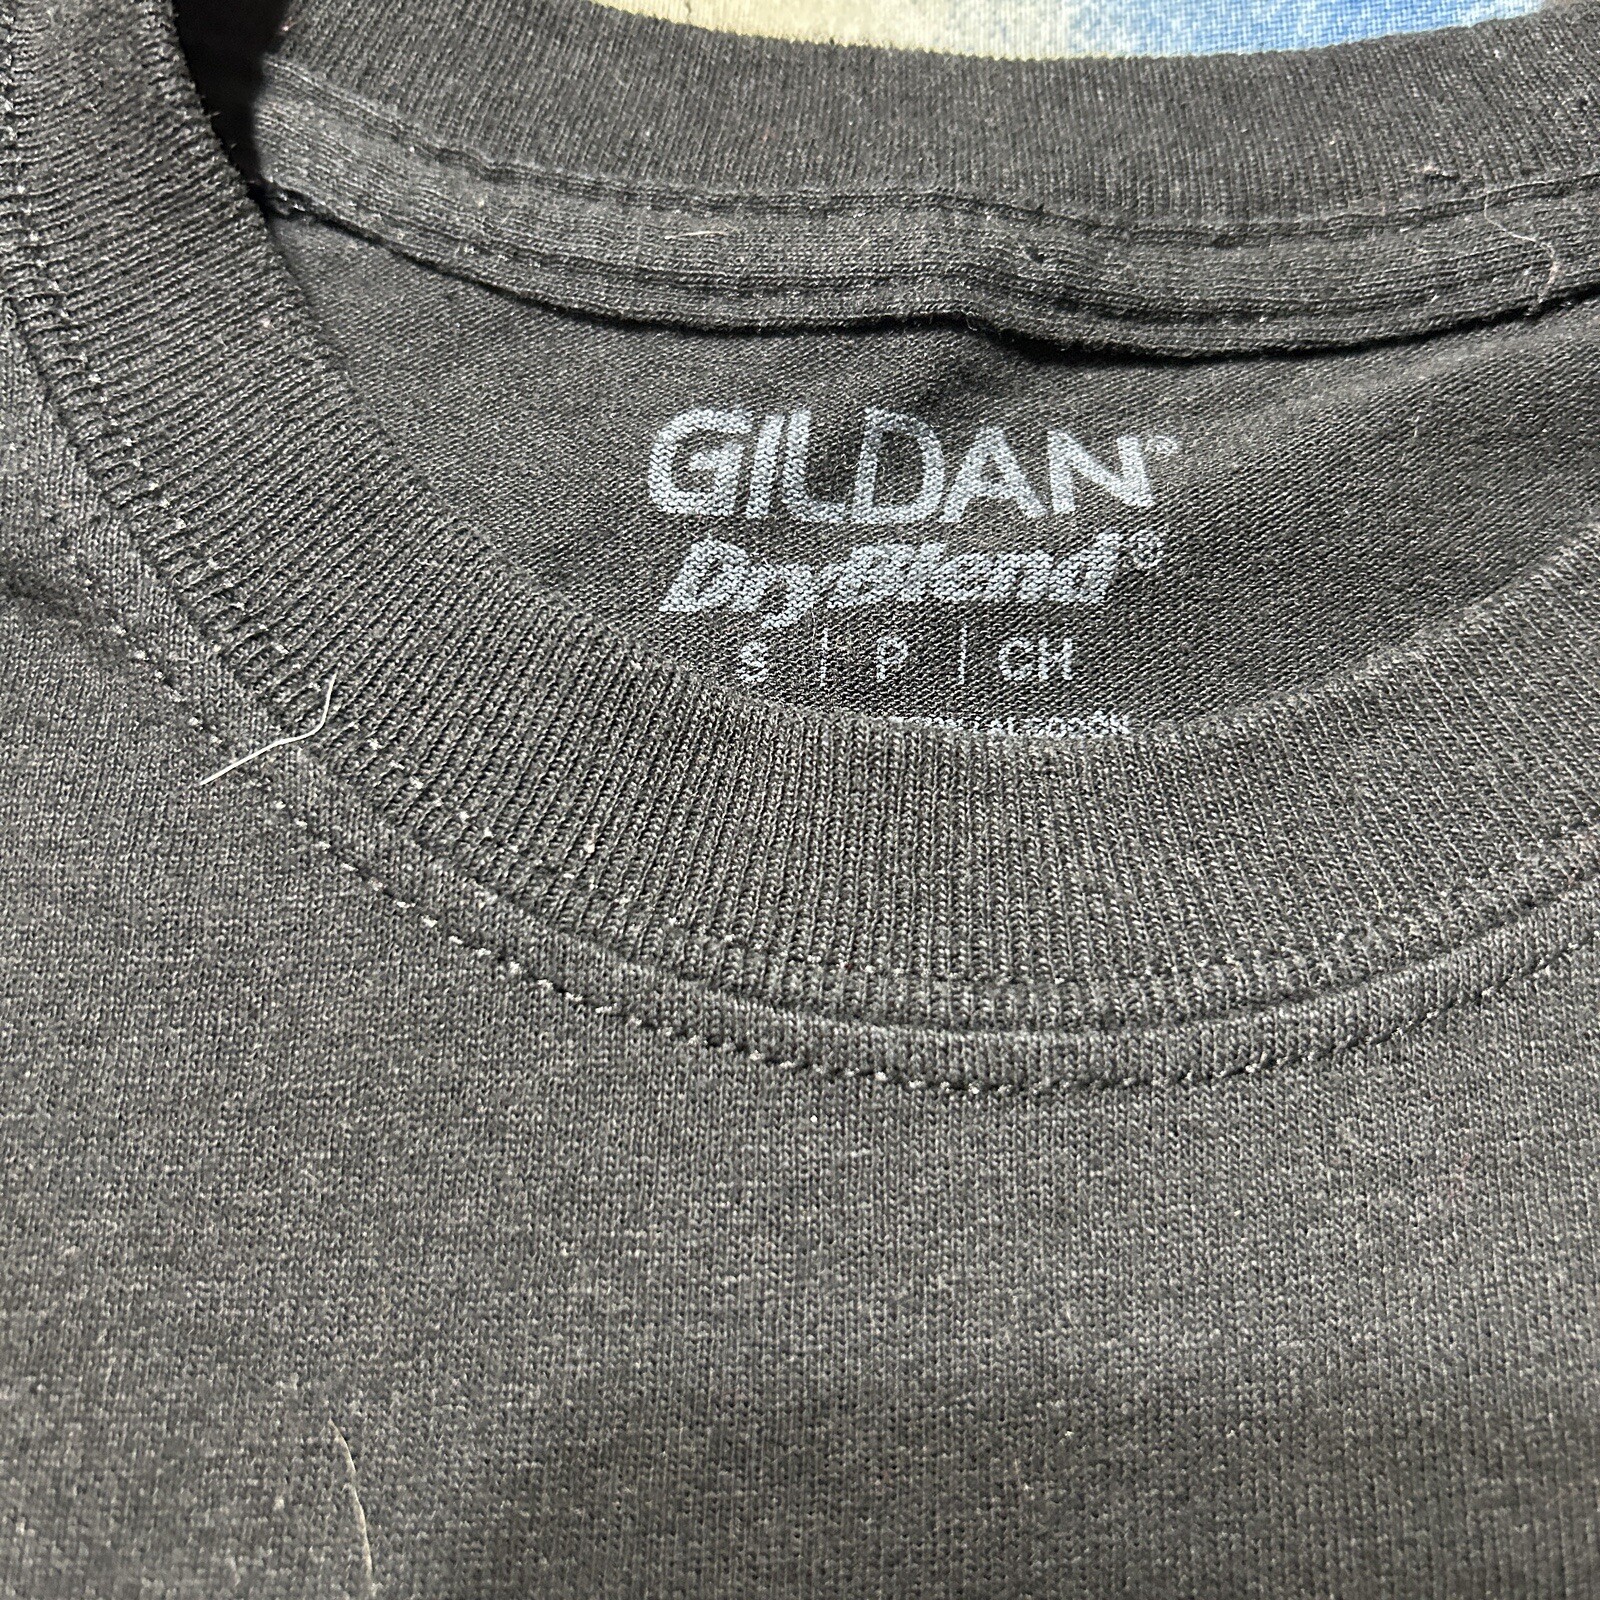 GILDAN®
DryBlend®
S | P | CH